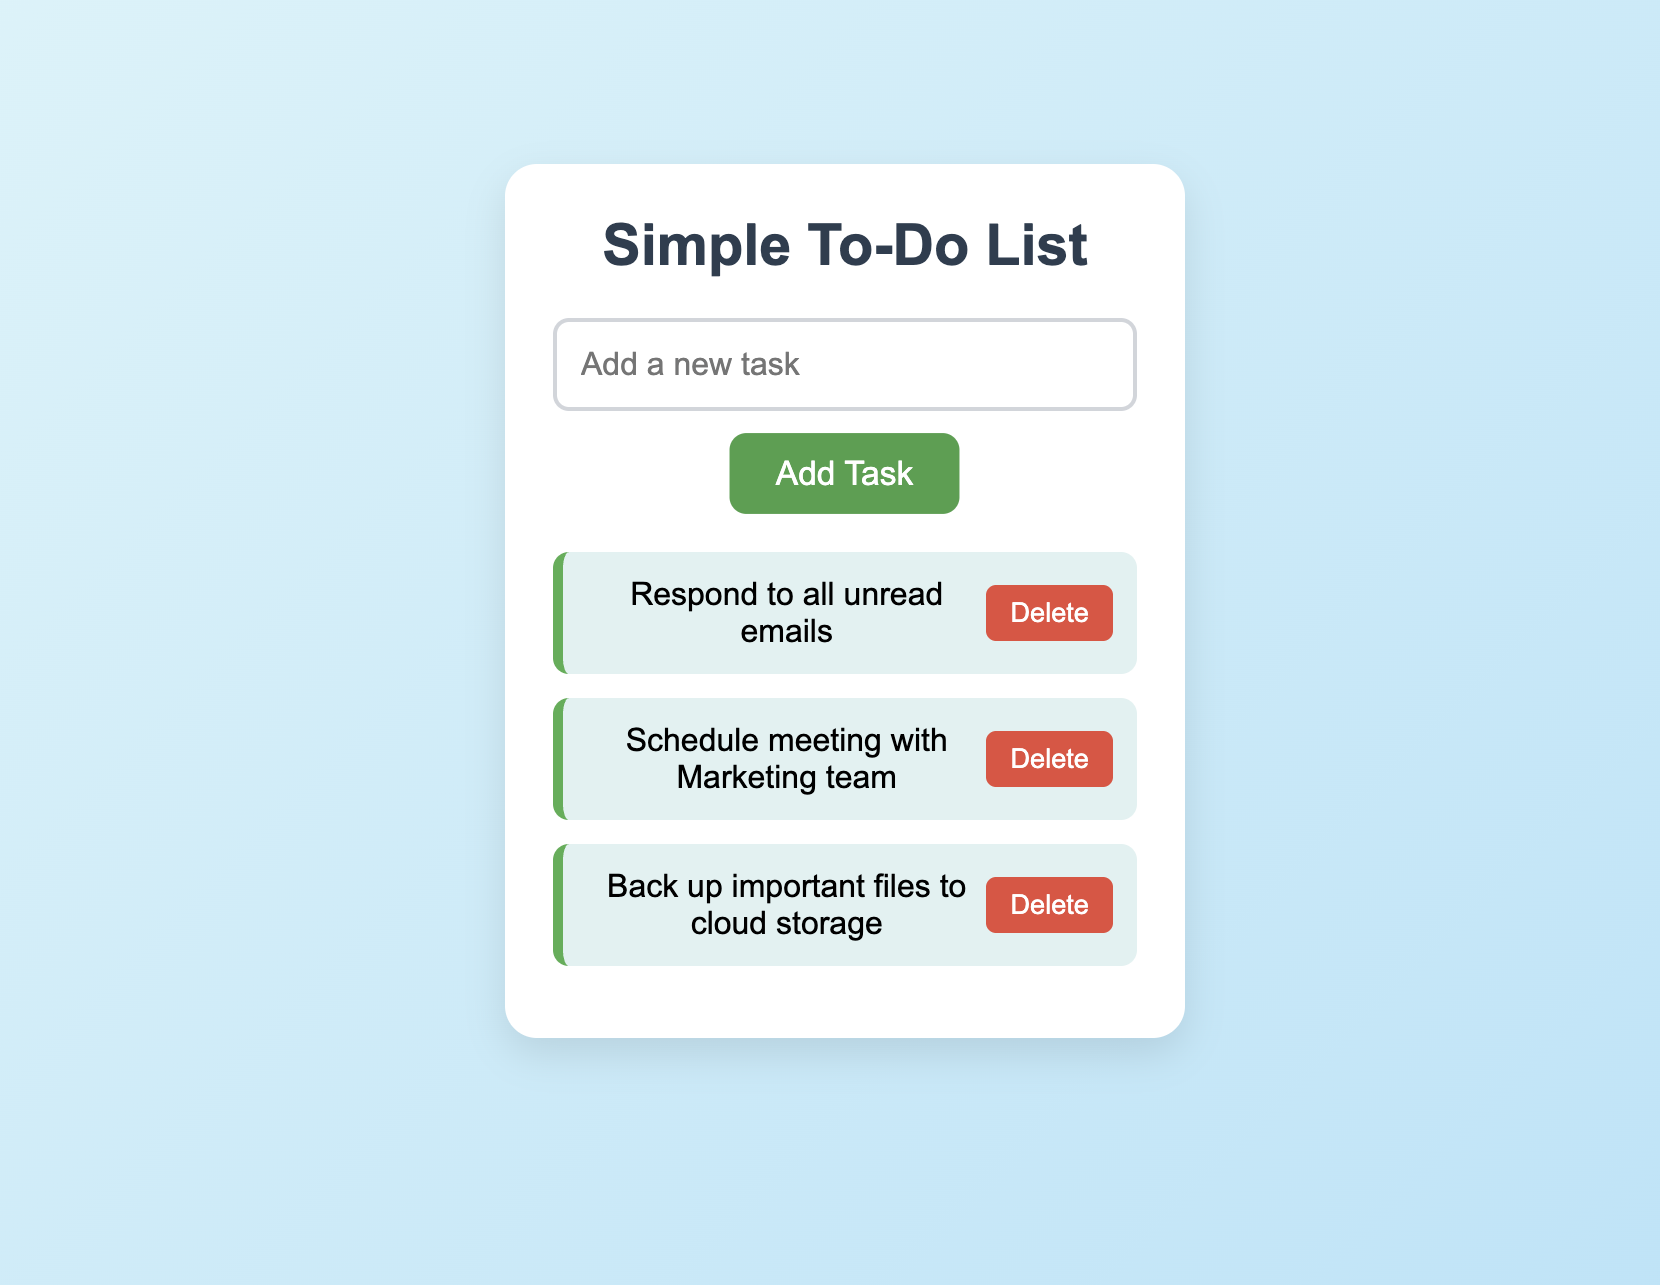 Simple To-Do List
Add a new task
Add Task
Respond to all unread
emails
Delete
Schedule meeting with
Marketing team
Delete
Back up important files to
cloud storage
Delete